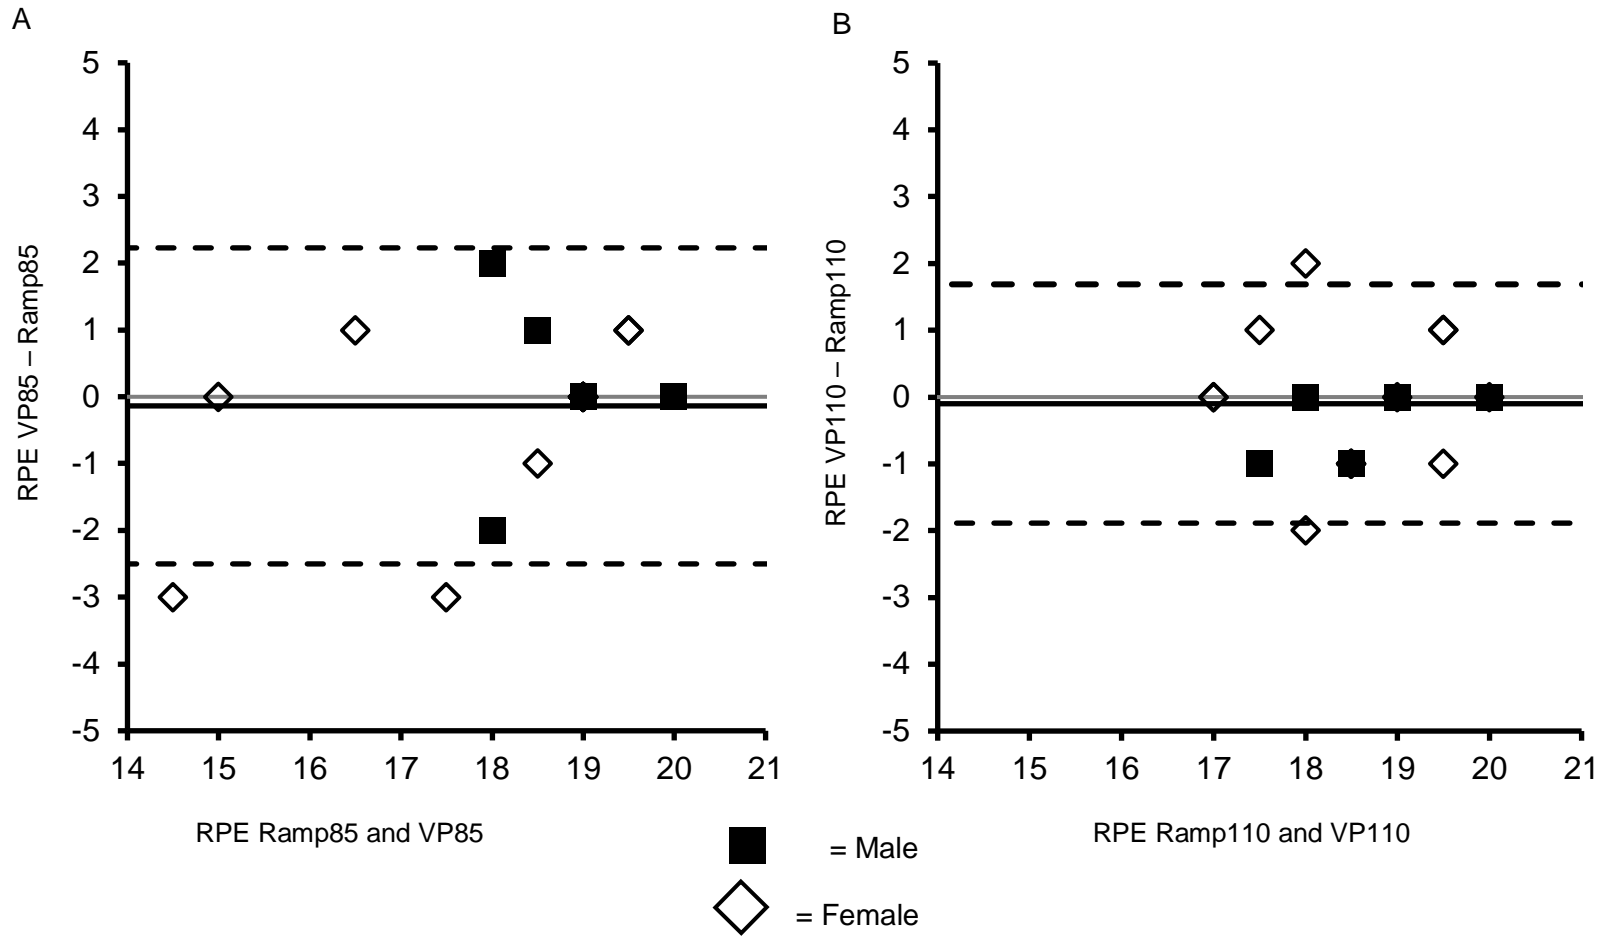 A
B
5
4
3
2
1
0
-1
-2
-3
-4
-5
RPE VP85 – Ramp85
14 15 16 17 18 19 20 21
RPE Ramp85 and VP85
5
4
3
2
1
0
-1
-2
-3
-4
-5
RPE VP110 – Ramp110
14 15 16 17 18 19 20 21
RPE Ramp110 and VP110
= Male
= Female